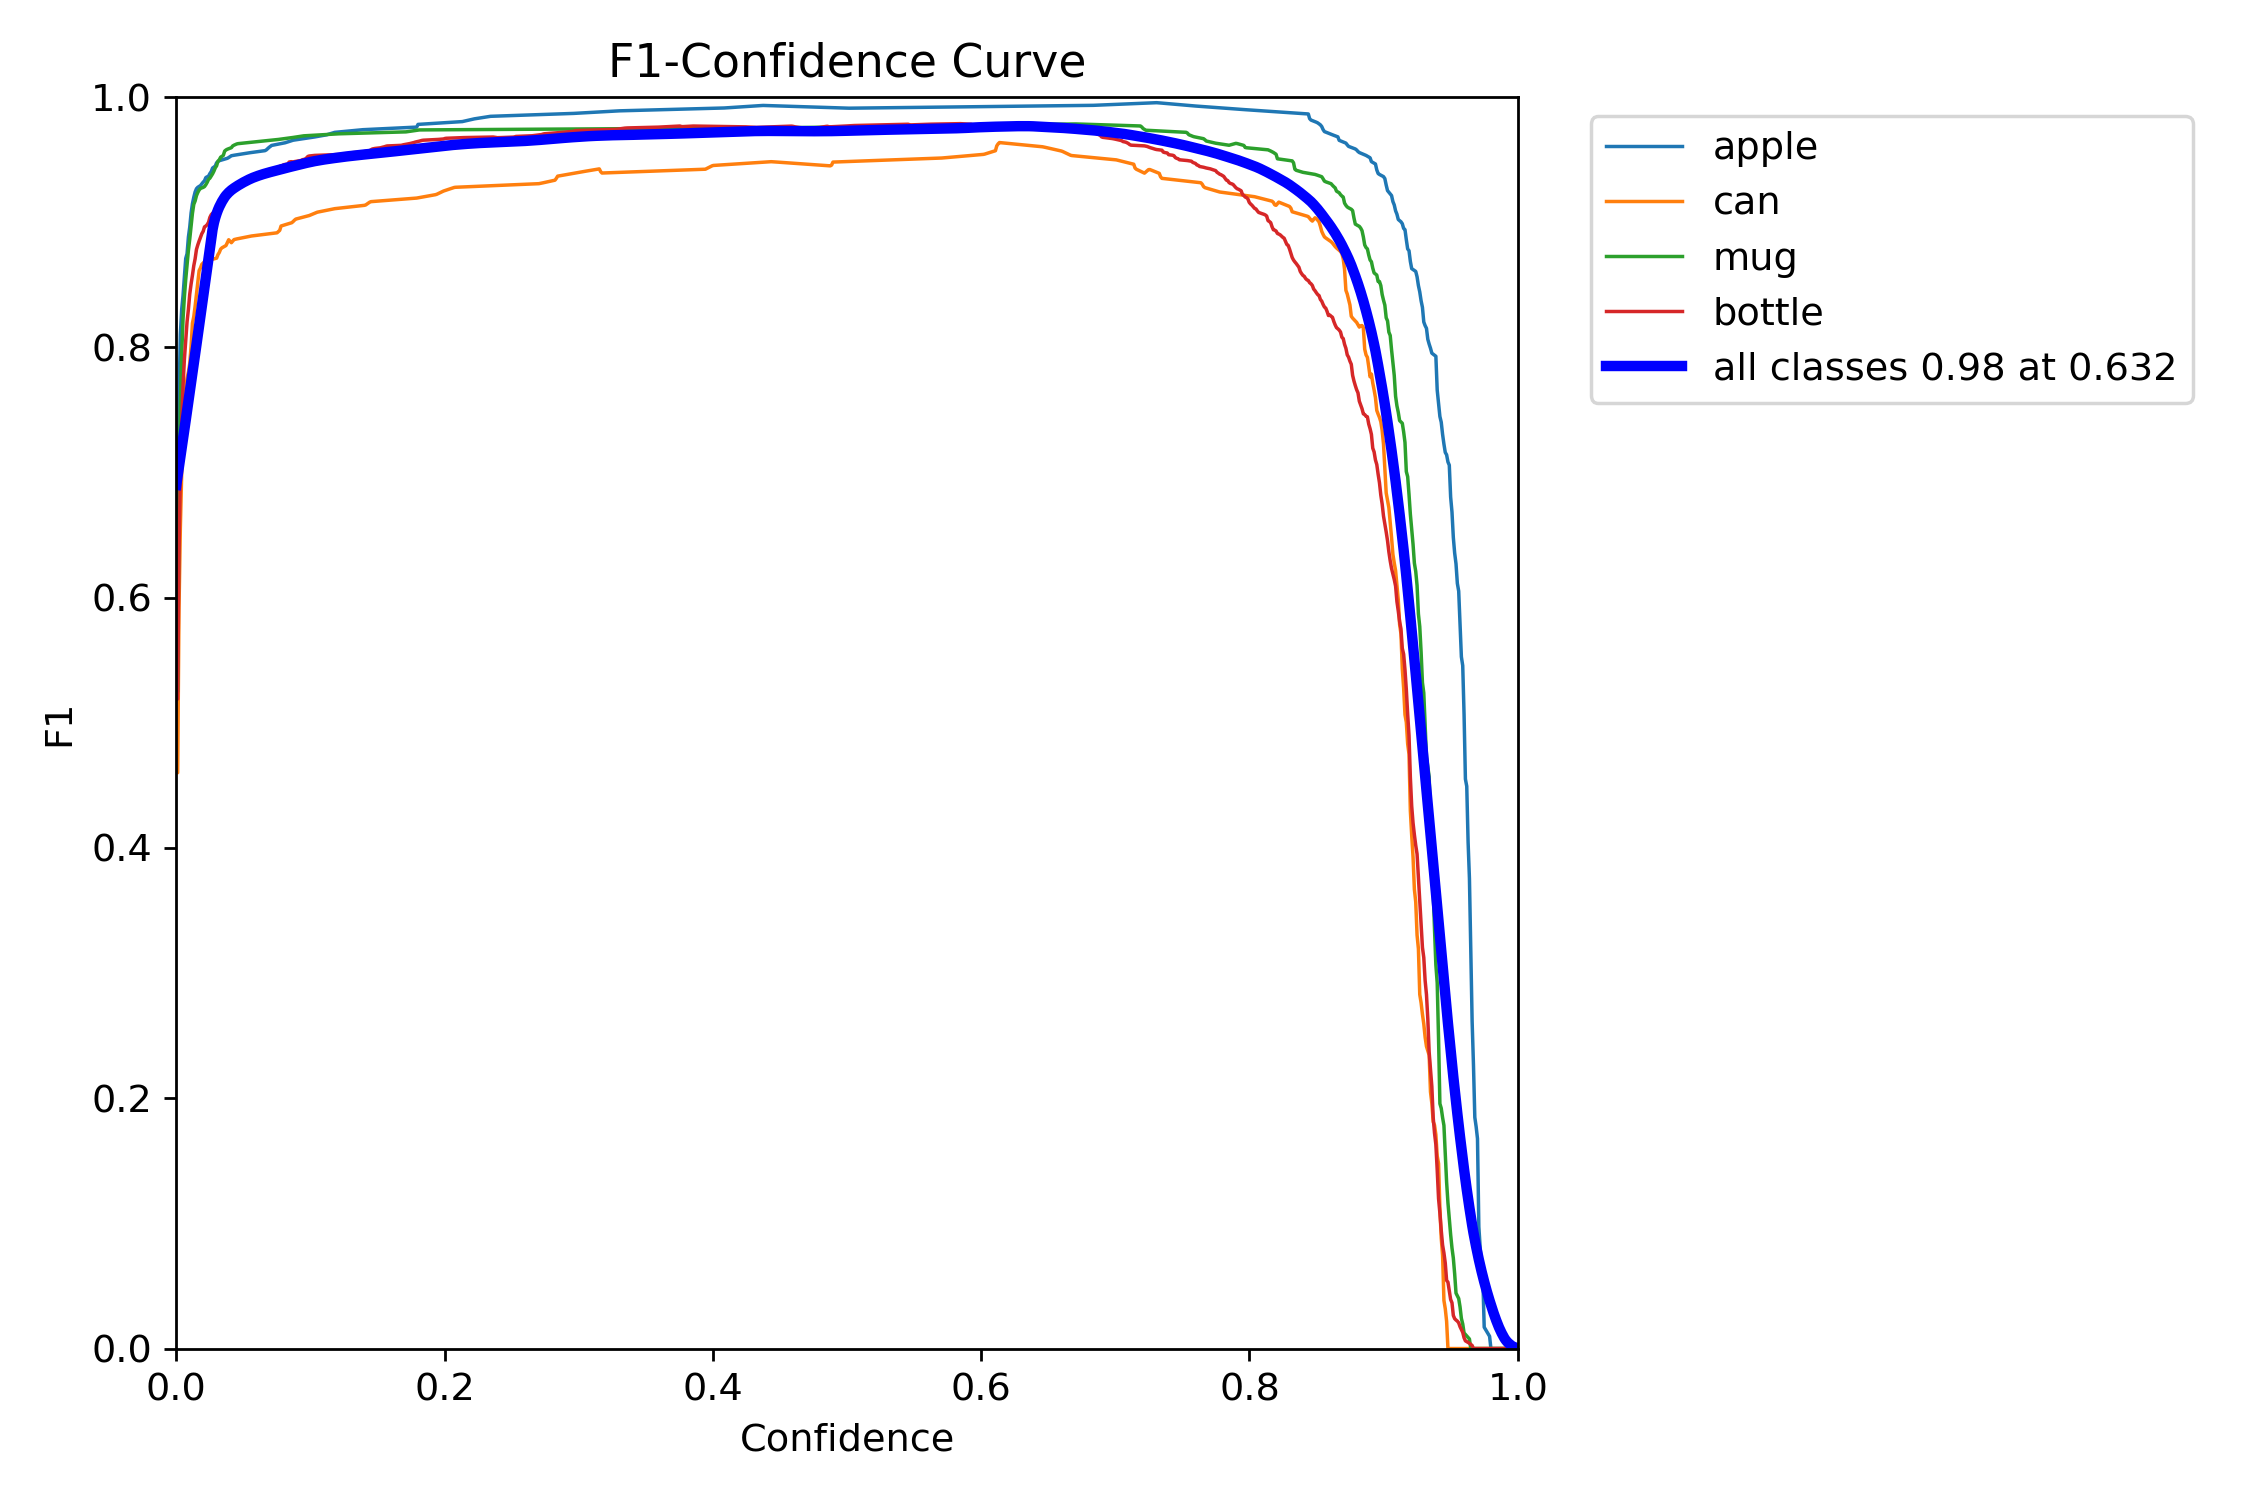 F1-Confidence Curve
1.0
0.8
0.6
0.4
0.2
0.0
F1
0.0 0.2 0.4 0.6 0.8 1.0
Confidence
apple
can
mug
bottle
all classes 0.98 at 0.632